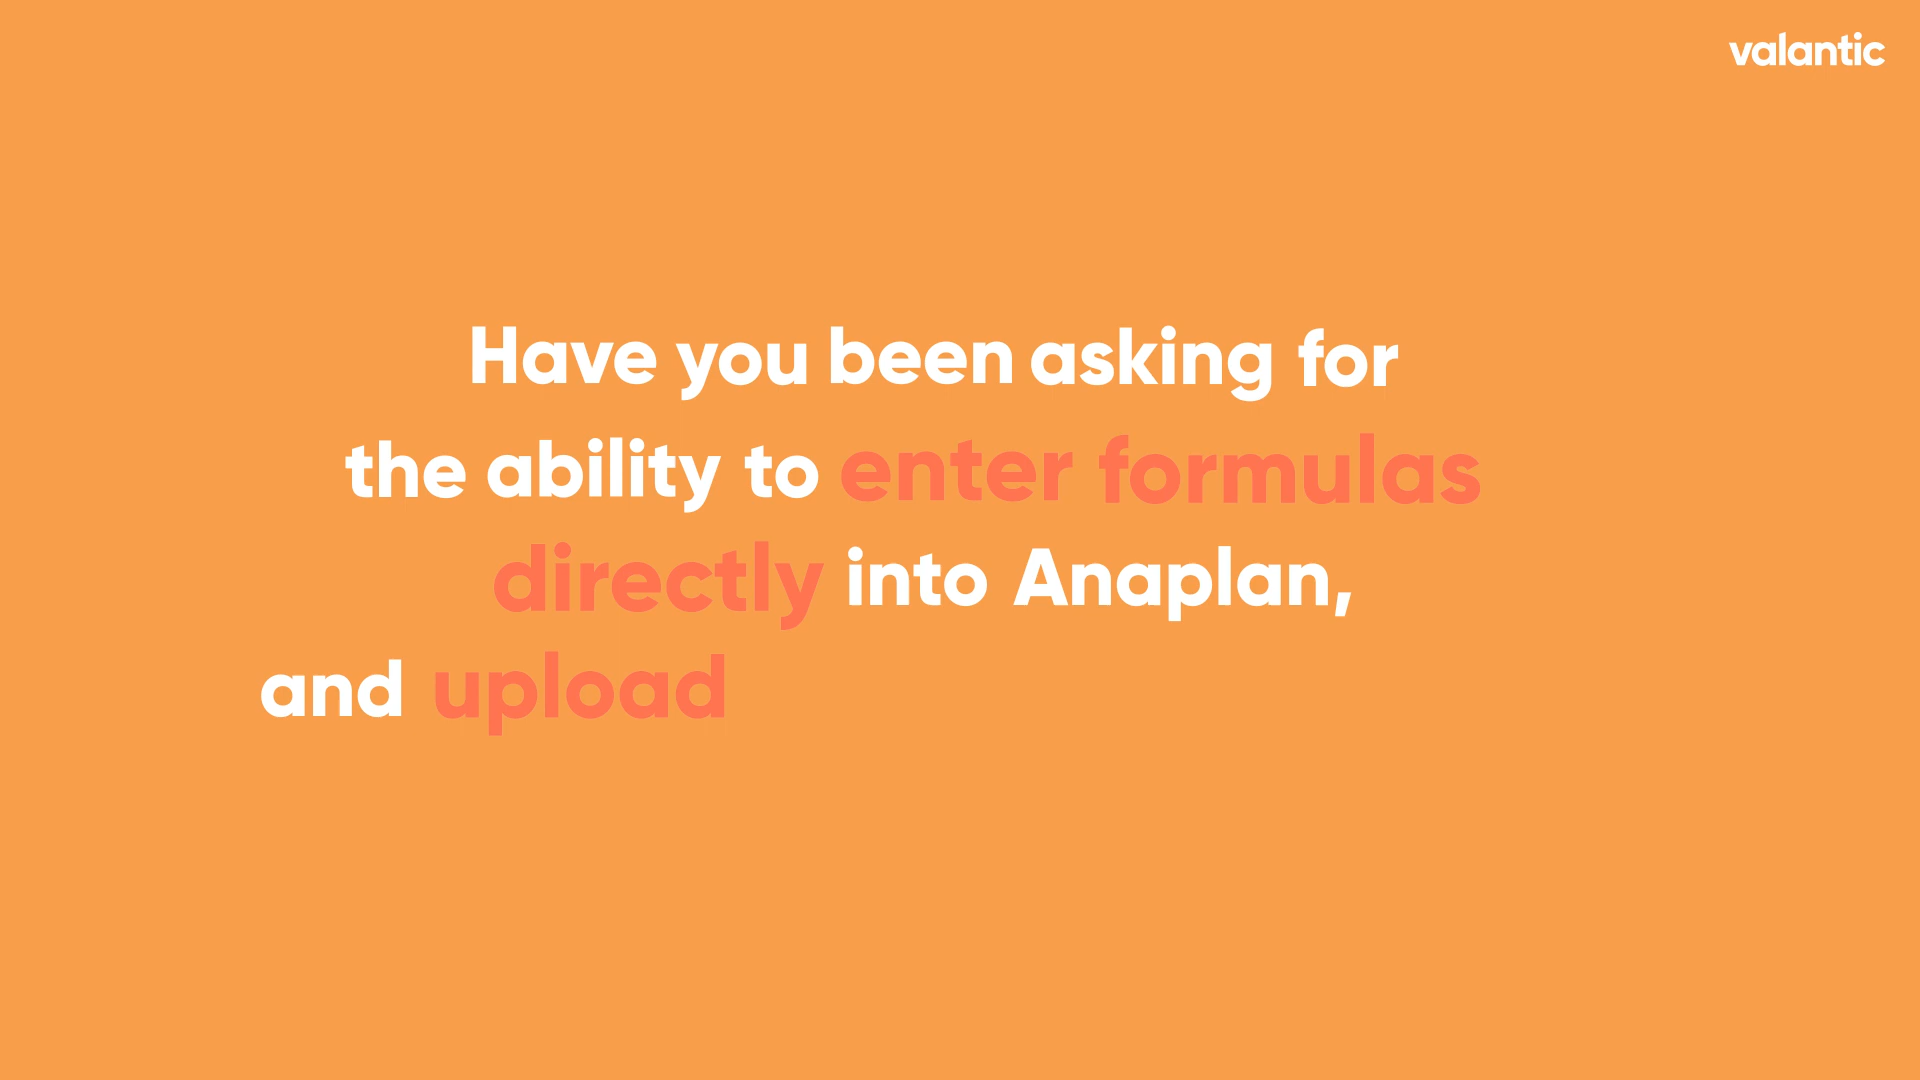 valantic
Have you been asking for
the ability to enter formulas
directly into Anaplan,
and upload